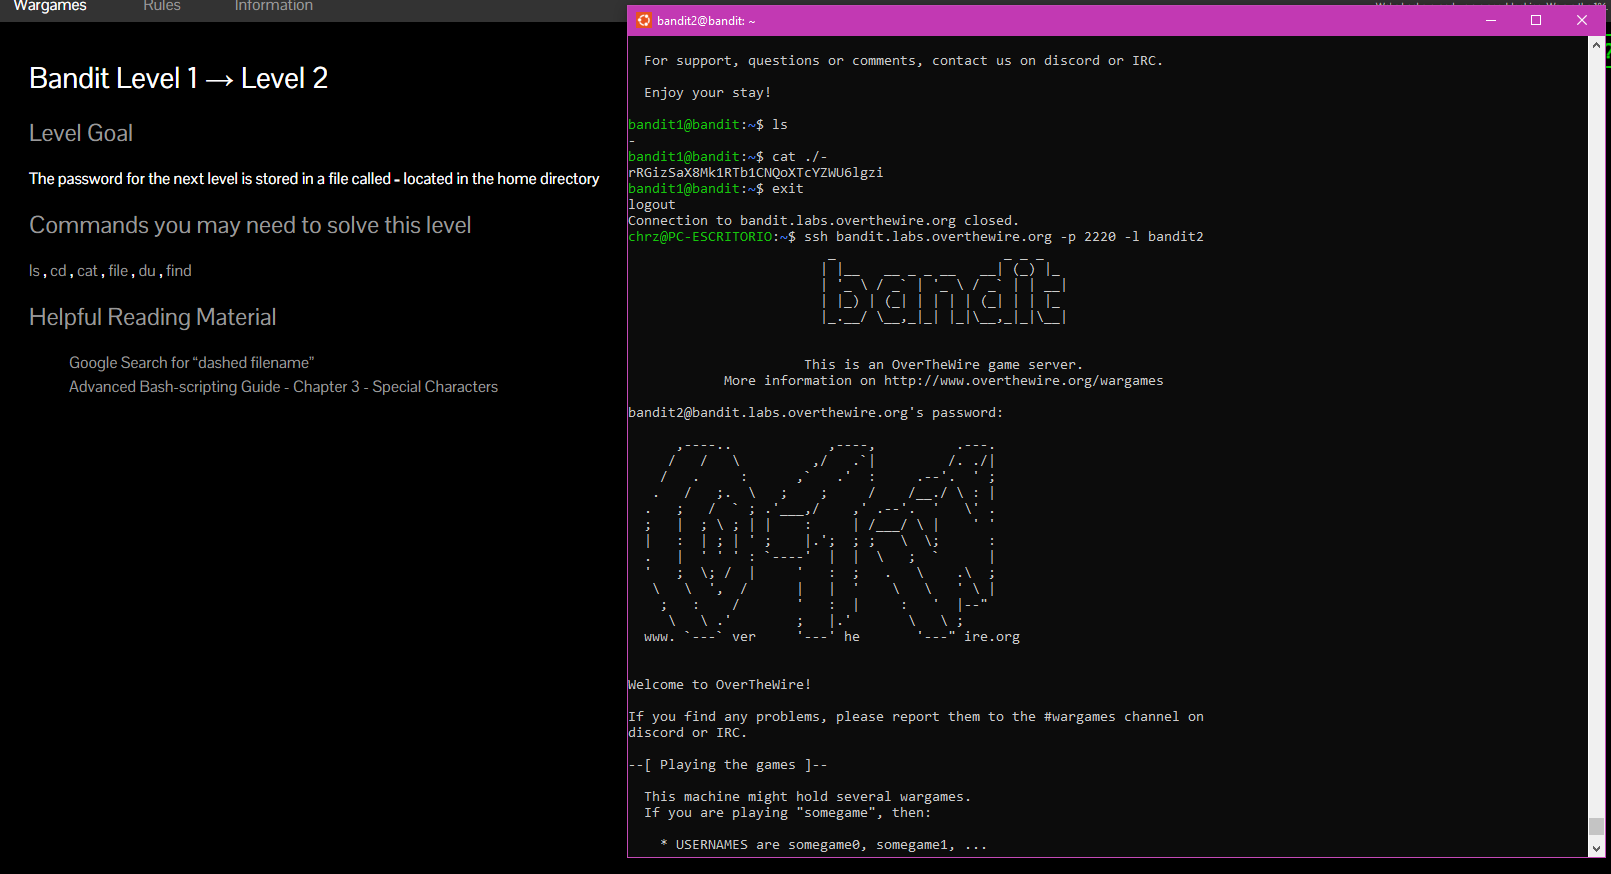 Wargames Rules Information
Bandit Level 1 → Level 2
Level Goal
The password for the next level is stored in a file called - located in the home directory
Commands you may need to solve this level
ls , cd , cat , file , du , find
Helpful Reading Material
Google Search for “dashed filename”
Advanced Bash-scripting Guide - Chapter 3 - Special Characters
bandit2@bandit: ~
For support, questions or comments, contact us on discord or IRC.
Enjoy your stay!
bandit1@bandit:~$ ls
-
bandit1@bandit:~$ cat ./-
rRGizSaX8Mk1RTb1CNQoXTcYZWU6lgzi
bandit1@bandit:~$ exit
logout
Connection to bandit.labs.overthewire.org closed.
chrz@PC-ESCRITORIO:~$ ssh bandit.labs.overthewire.org -p 2220 -l bandit2
bandit
This is an OverTheWire game server.
More information on http://www.overthewire.org/wargames
bandit2@bandit.labs.overthewire.org's password:
www. ver he ire.org
Welcome to OverTheWire!
If you find any problems, please report them to the #wargames channel on
discord or IRC.
--[ Playing the games ]--
This machine might hold several wargames.
If you are playing "somegame", then:
* USERNAMES are somegame0, somegame1, ...